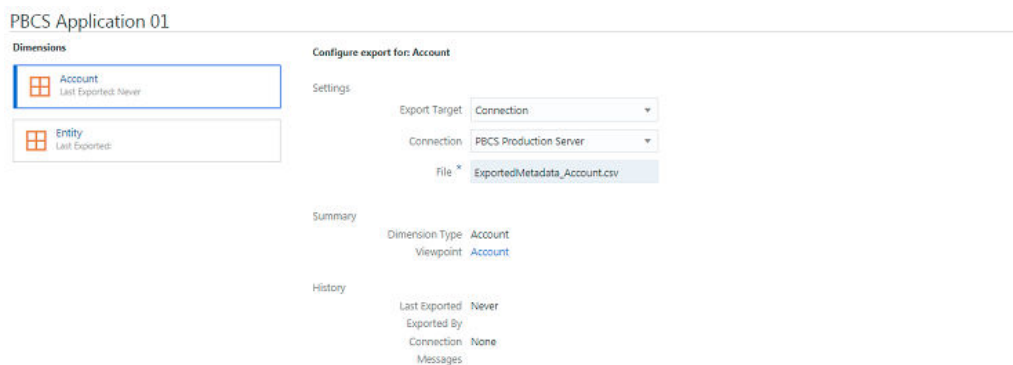 PBCS Application 01
Dimensions
Account
Last Exported: Never
Entity
Last Exported:
Configure export for: Account
Settings
Export Target Connection
Connection PBCS Production Server
File * ExportedMetadata_Account.csv
Summary
Dimension Type Account
Viewpoint Account
History
Last Exported Never
Exported By
Connection None
Messages